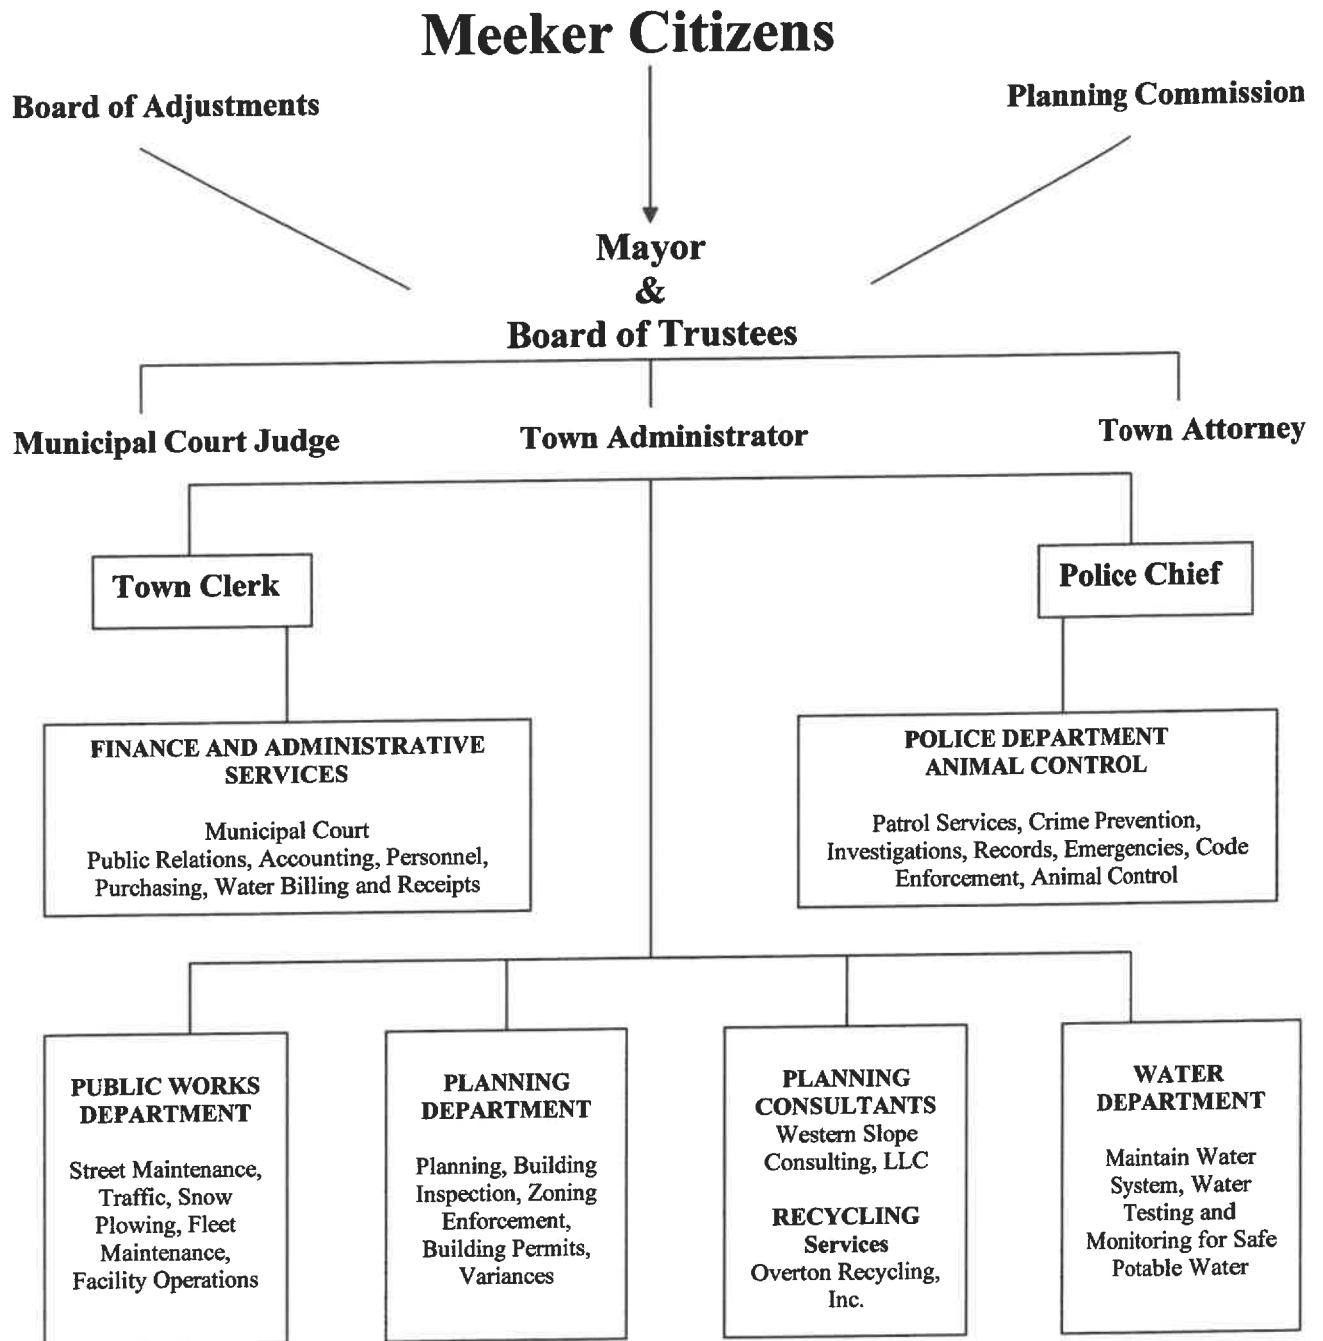 Meeker Citizens
Board of Adjustments
Planning Commission
Mayor
&
Board of Trustees
Municipal Court Judge
Town Administrator
Town Attorney
Town Clerk
Police Chief
FINANCE AND ADMINISTRATIVE
SERVICES
Municipal Court
Public Relations, Accounting, Personnel,
Purchasing, Water Billing and Receipts
POLICE DEPARTMENT
ANIMAL CONTROL
Patrol Services, Crime Prevention,
Investigations, Records, Emergencies, Code
Enforcement, Animal Control
PUBLIC WORKS
DEPARTMENT
Street Maintenance,
Traffic, Snow
Plowing, Fleet
Maintenance,
Facility Operations
PLANNING
DEPARTMENT
Planning, Building
Inspection, Zoning
Enforcement,
Building Permits,
Variances
PLANNING
CONSULTANTS
Western Slope
Consulting, LLC
RECYCLING
Services
Overton Recycling,
Inc.
WATER
DEPARTMENT
Maintain Water
System, Water
Testing and
Monitoring for Safe
Potable Water